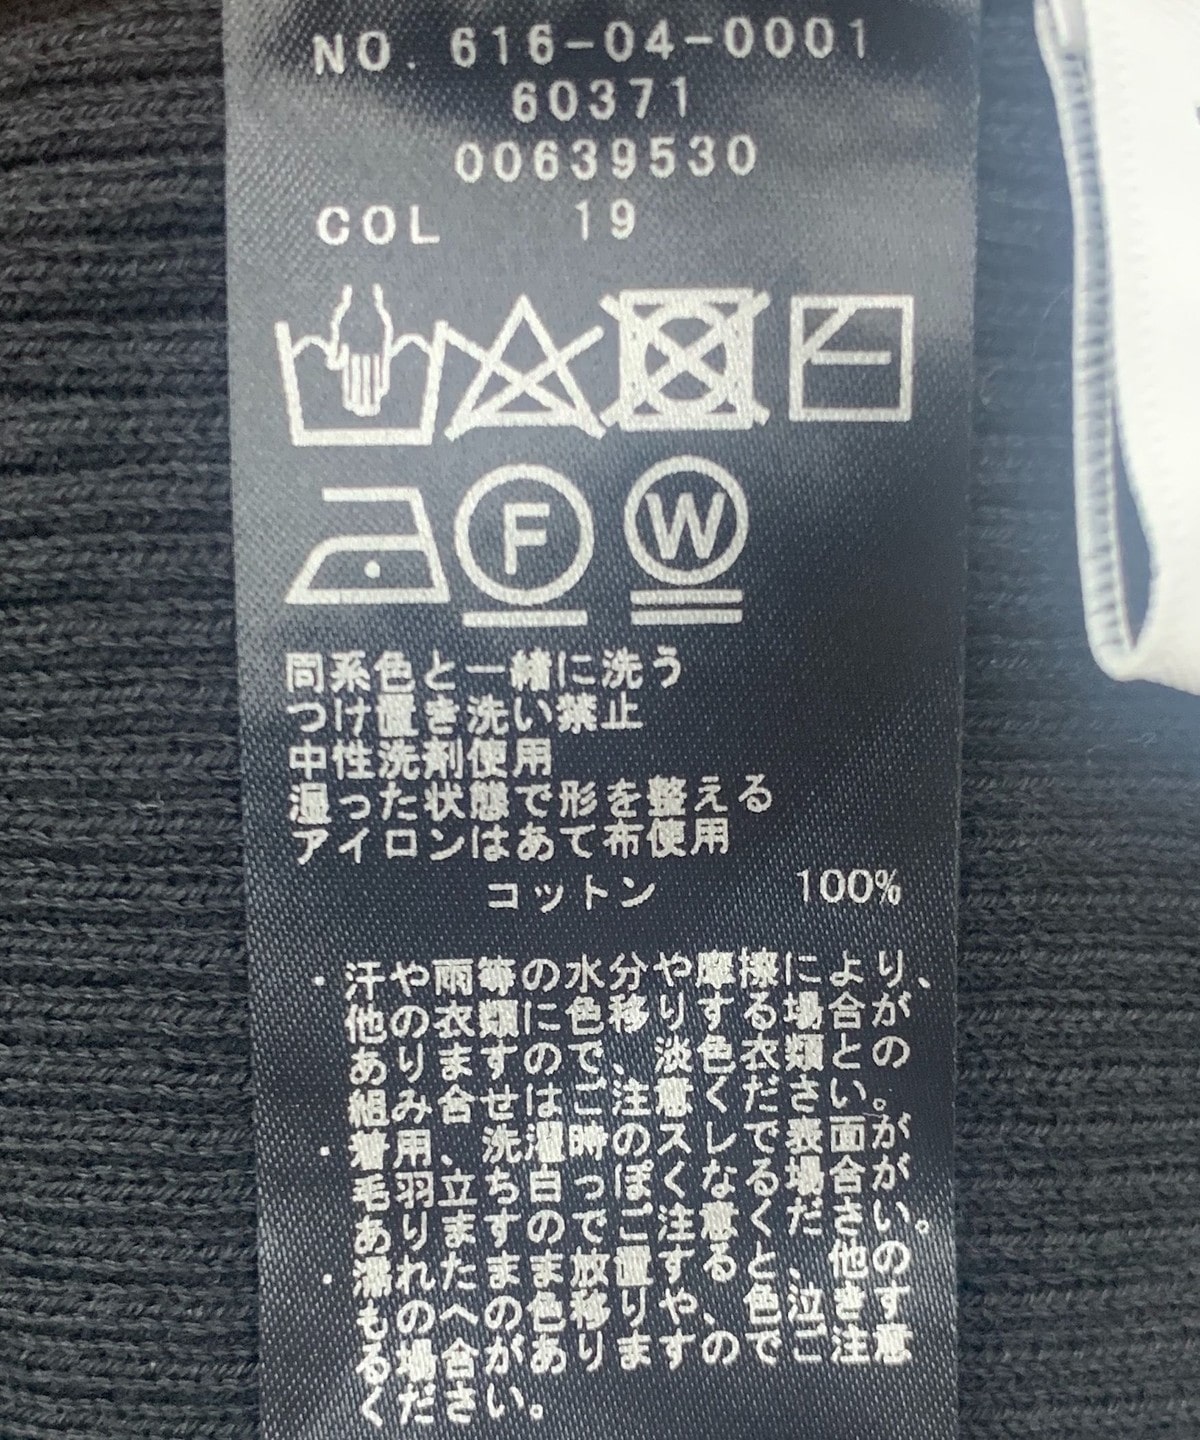 NO. 616-04-0001
60371
00639530
COL 19
F W
同系色と一緒に洗う
つけ置き洗い禁止
中性洗剤使用
湿った状態で形を整える
アイロンはあて布使用
コットン 100%
・汗や雨等の水分や摩擦により、
他の衣類に色移りする場合が
ありますので、淡色衣類との
組み合せはご注意ください。
・着用、洗濯時のスレで表面が
毛羽立ち白っぽくなる場合が
ありますのでご注意ください。
・濡れたまま放置すると、他の
ものへの色移りや、色泣きす
る場合がありますのでご注意
ください。